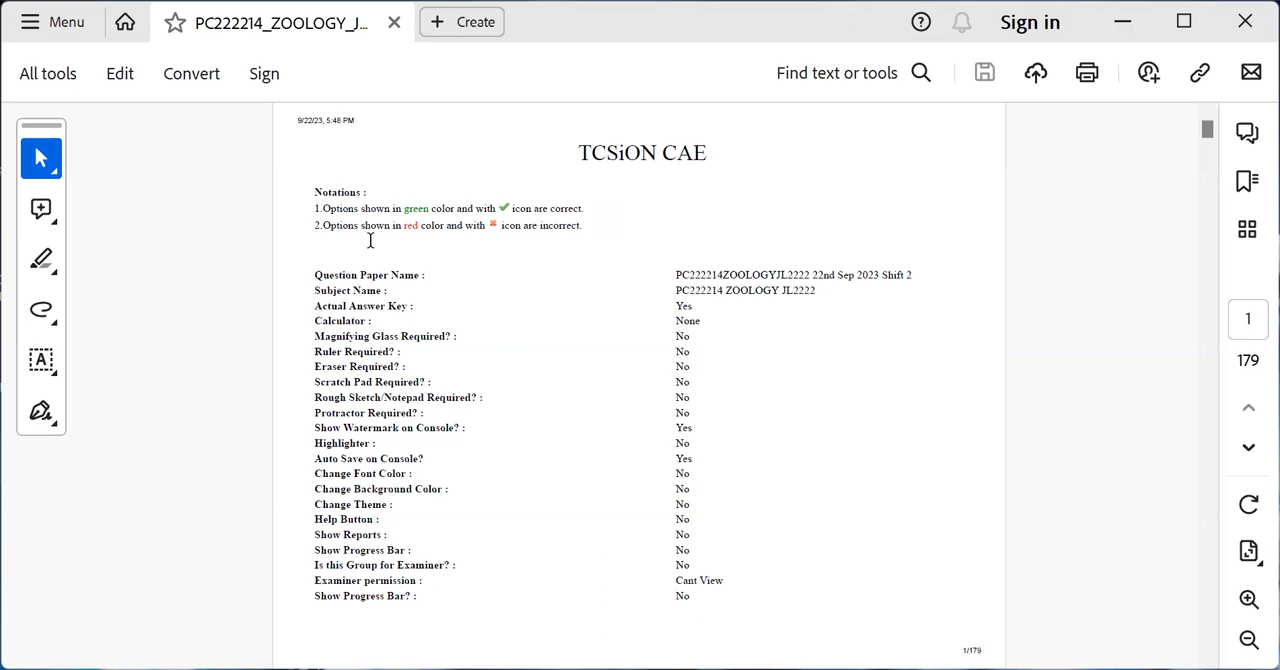 Menu
PC222214_ZOOLOGY_J...
Create
Sign in
All tools
Edit
Convert
Sign
Find text or tools
9/22/23, 5:48 PM
TCSiON CAE
Notations :
1.Options shown in green color and with ✔ icon are correct.
2.Options shown in red color and with ✖ icon are incorrect.
Question Paper Name : PC222214ZOOLOGYJL2222 22nd Sep 2023 Shift 2
Subject Name : PC222214 ZOOLOGY JL2222
Actual Answer Key : Yes
Calculator : None
Magnifying Glass Required? : No
Ruler Required? : No
Eraser Required? : No
Scratch Pad Required? : No
Rough Sketch/Notepad Required? : No
Protractor Required? : No
Show Watermark on Console? : Yes
Highlighter : No
Auto Save on Console? Yes
Change Font Color : No
Change Background Color : No
Change Theme : No
Help Button : No
Show Reports : No
Show Progress Bar : No
Is this Group for Examiner? : No
Examiner permission : Cant View
Show Progress Bar? : No
1/179
1
179